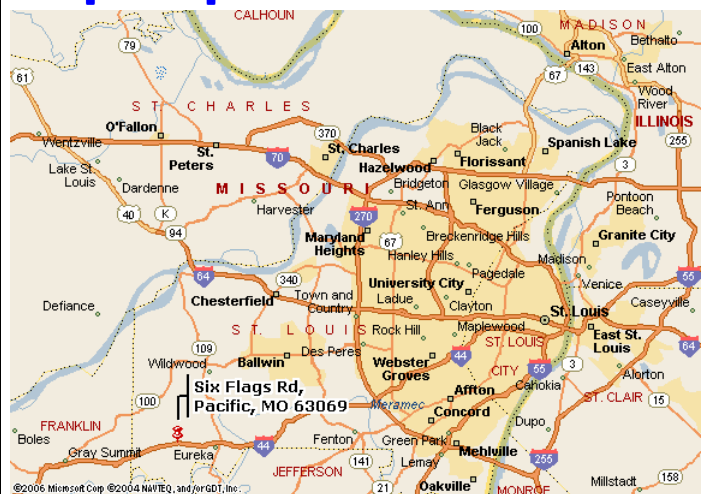 CALHOUN
MADISON
100
Alton
Bethalto
79
67
143
East Alton
61
Wood
River
ST. CHARLES
ILLINOIS
O'Fallon
370
Black
Jack
Spanish Lake
255
Wentzville
St.
Peters
70
St. Charles
Hazelwood
Florissant
3
Lake St.
Louis
Dardenne
MISSOURI
Bridgeton
Glasgow Village
Pontoon
Beach
40
K
Harvester
270
St. Ann
Ferguson
94
Maryland
Heights
67
Breckenridge Hills
Granite City
Hanley Hills
Madison
64
340
Pagedale
55
Chesterfield
Town and
Country
University City
Venice
Defiance
Ladue
Clayton
St. Louis
Caseyville
ST. LOUIS
Rock Hill
Maplewood
East St.
Louis
64
109
Des Peres
44
ST. LOUIS
CITY
Wildwood
Ballwin
Webster
Groves
55
3
Cahokia
Alorton
Six Flags Rd,
Pacific, MO 63069
Affton
ST. CLAIR
15
100
Meramec
Concord
Dupo
FRANKLIN
Boles
Gray Summit
Eureka
44
Fenton
Green Park
Mehlville
141
Lemay
255
JEFFERSON
21
Oakville
MONROE
Millstadt
158
©2006 Microsoft Corp ©2004 NAVTEQ, and/or GDT, Inc.